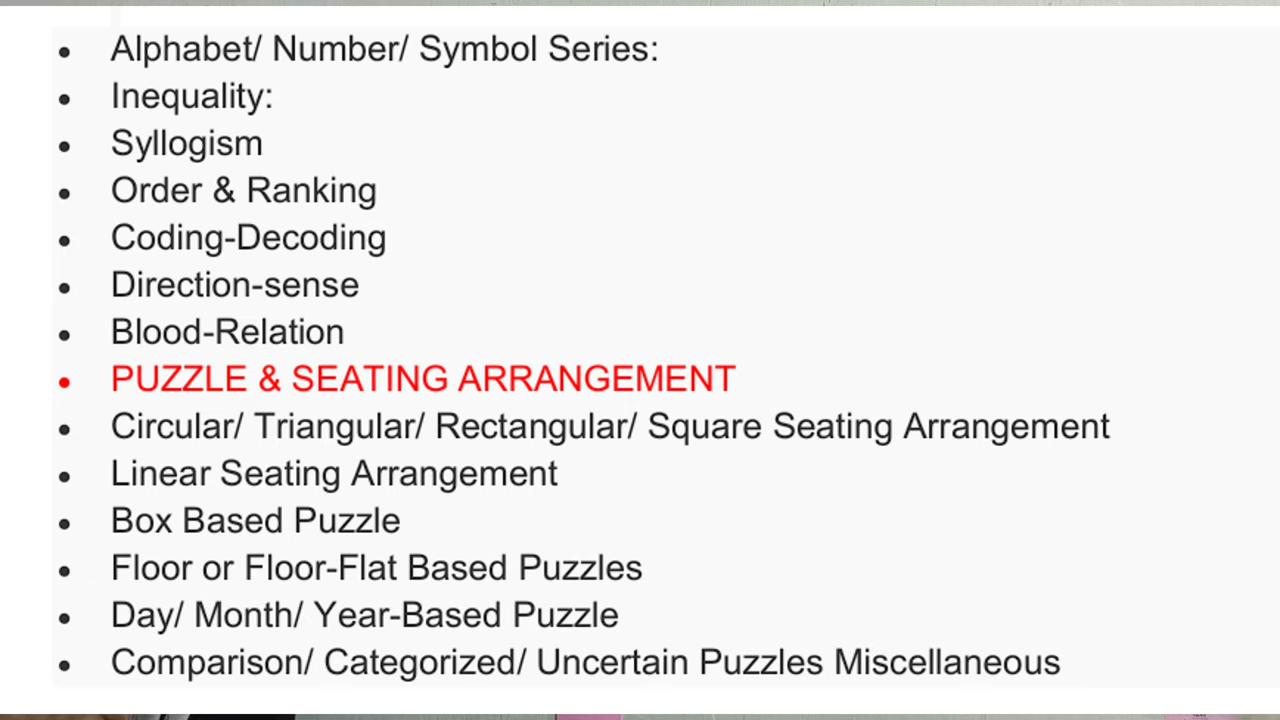 • Alphabet/ Number/ Symbol Series:
• Inequality:
• Syllogism
• Order & Ranking
• Coding-Decoding
• Direction-sense
• Blood-Relation
• PUZZLE & SEATING ARRANGEMENT
• Circular/ Triangular/ Rectangular/ Square Seating Arrangement
• Linear Seating Arrangement
• Box Based Puzzle
• Floor or Floor-Flat Based Puzzles
• Day/ Month/ Year-Based Puzzle
• Comparison/ Categorized/ Uncertain Puzzles Miscellaneous